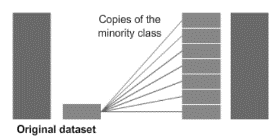 Copies of the
minority class
Original dataset